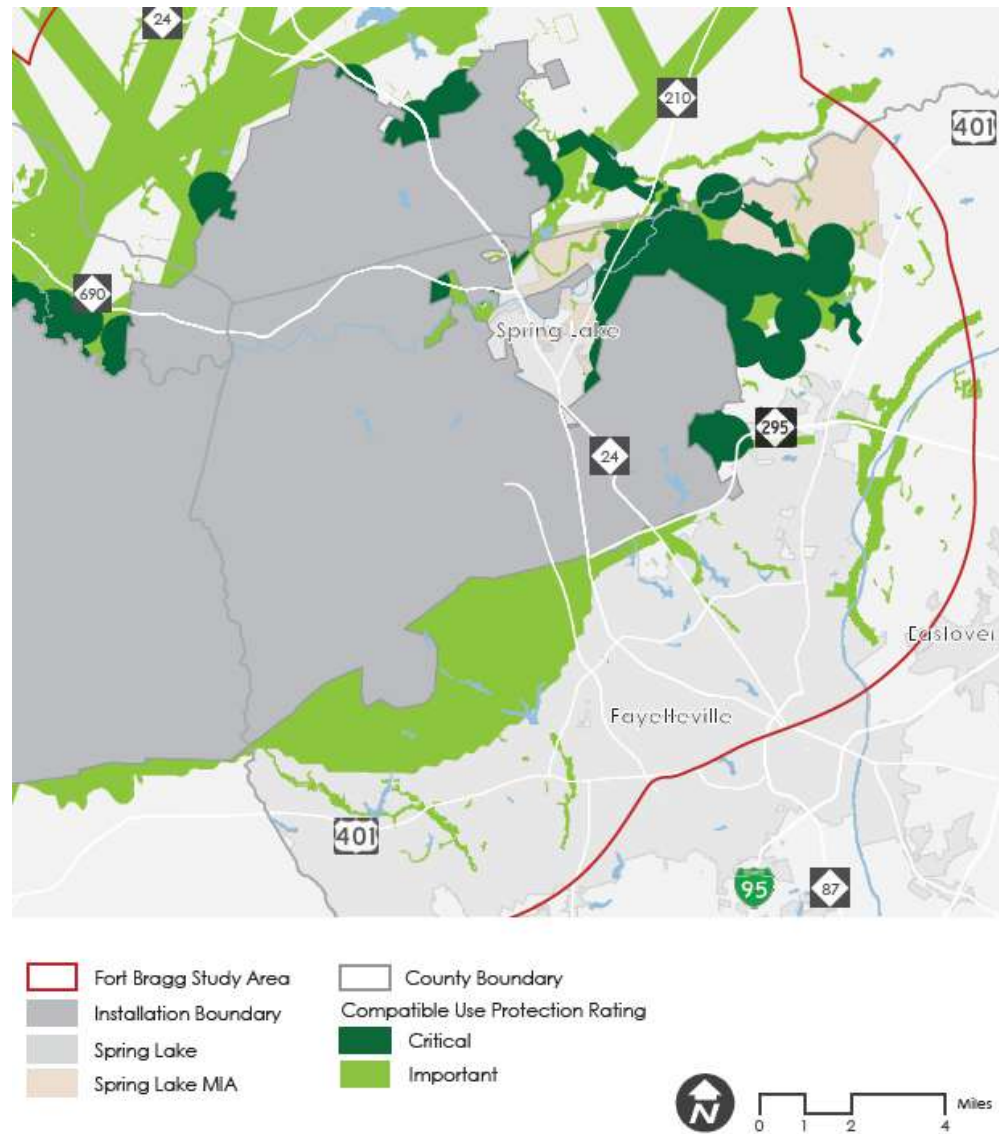 24
210
401
690
Spring Lake
295
24
Eastover
Fayetteville
401
95
87
Fort Bragg Study Area
Installation Boundary
Spring Lake
Spring Lake MIA
County Boundary
Compatible Use Protection Rating
Critical
Important
N
Miles
0 1 2 4